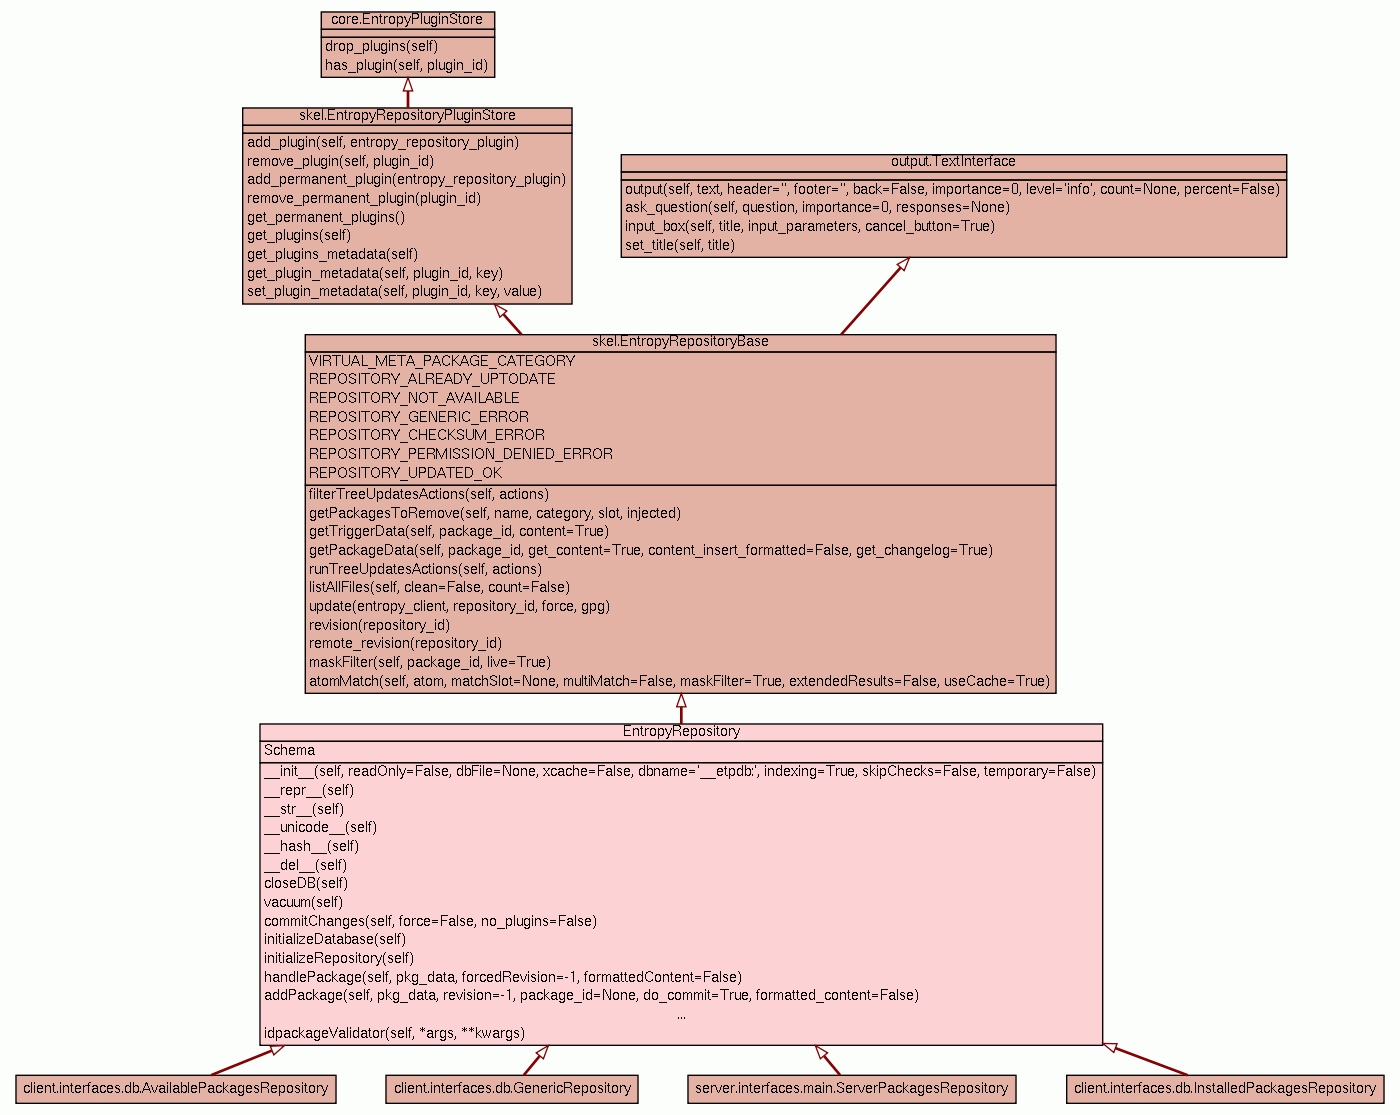 core.EntropyPluginStore
drop_plugins(self)
has_plugin(self, plugin_id)
skel.EntropyRepositoryPluginStore
add_plugin(self, entropy_repository_plugin)
remove_plugin(self, plugin_id)
add_permanent_plugin(entropy_repository_plugin)
remove_permanent_plugin(plugin_id)
get_permanent_plugins()
get_plugins(self)
get_plugins_metadata(self)
get_plugin_metadata(self, plugin_id, key)
set_plugin_metadata(self, plugin_id, key, value)
output.TextInterface
output(self, text, header='', footer='', back=False, importance=0, level='info', count=None, percent=False)
ask_question(self, question, importance=0, responses=None)
input_box(self, title, input_parameters, cancel_button=True)
set_title(self, title)
skel.EntropyRepositoryBase
VIRTUAL_META_PACKAGE_CATEGORY
REPOSITORY_ALREADY_UPTODATE
REPOSITORY_NOT_AVAILABLE
REPOSITORY_GENERIC_ERROR
REPOSITORY_CHECKSUM_ERROR
REPOSITORY_PERMISSION_DENIED_ERROR
REPOSITORY_UPDATED_OK
filterTreeUpdatesActions(self, actions)
getPackagesToRemove(self, name, category, slot, injected)
getTriggerData(self, package_id, content=True)
getPackageData(self, package_id, get_content=True, content_insert_formatted=False, get_changelog=True)
runTreeUpdatesActions(self, actions)
listAllFiles(self, clean=False, count=False)
update(entropy_client, repository_id, force, gpg)
revision(repository_id)
remote_revision(repository_id)
maskFilter(self, package_id, live=True)
atomMatch(self, atom, matchSlot=None, multiMatch=False, maskFilter=True, extendedResults=False, useCache=True)
EntropyRepository
Schema
__init__(self, readOnly=False, dbFile=None, xcache=False, dbname='__etpdb:', indexing=True, skipChecks=False, temporary=False)
__repr__(self)
__str__(self)
__unicode__(self)
__hash__(self)
__del__(self)
closeDB(self)
vacuum(self)
commitChanges(self, force=False, no_plugins=False)
initializeDatabase(self)
initializeRepository(self)
handlePackage(self, pkg_data, forcedRevision=-1, formattedContent=False)
addPackage(self, pkg_data, revision=-1, package_id=None, do_commit=True, formatted_content=False)
...
idpackageValidator(self, *args, **kwargs)
client.interfaces.db.AvailablePackagesRepository
client.interfaces.db.GenericRepository
server.interfaces.main.ServerPackagesRepository
client.interfaces.db.InstalledPackagesRepository